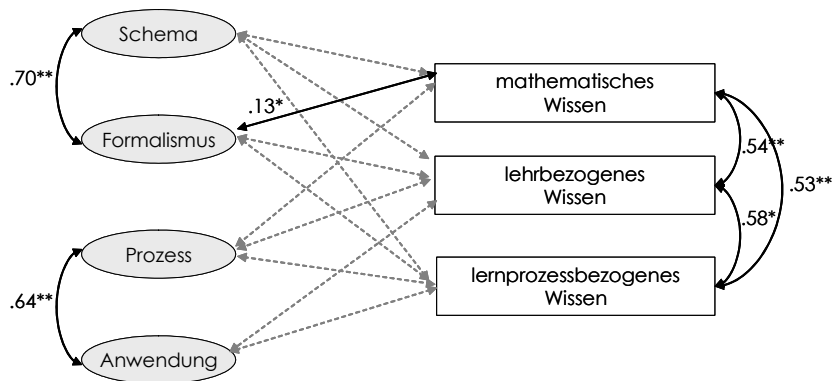 Schema
.70**
Formalismus
.13*
Prozess
.64**
Anwendung
mathematisches
Wissen
lehrbezogenes
Wissen
lernprozessbezogenes
Wissen
.54**
.53**
.58*